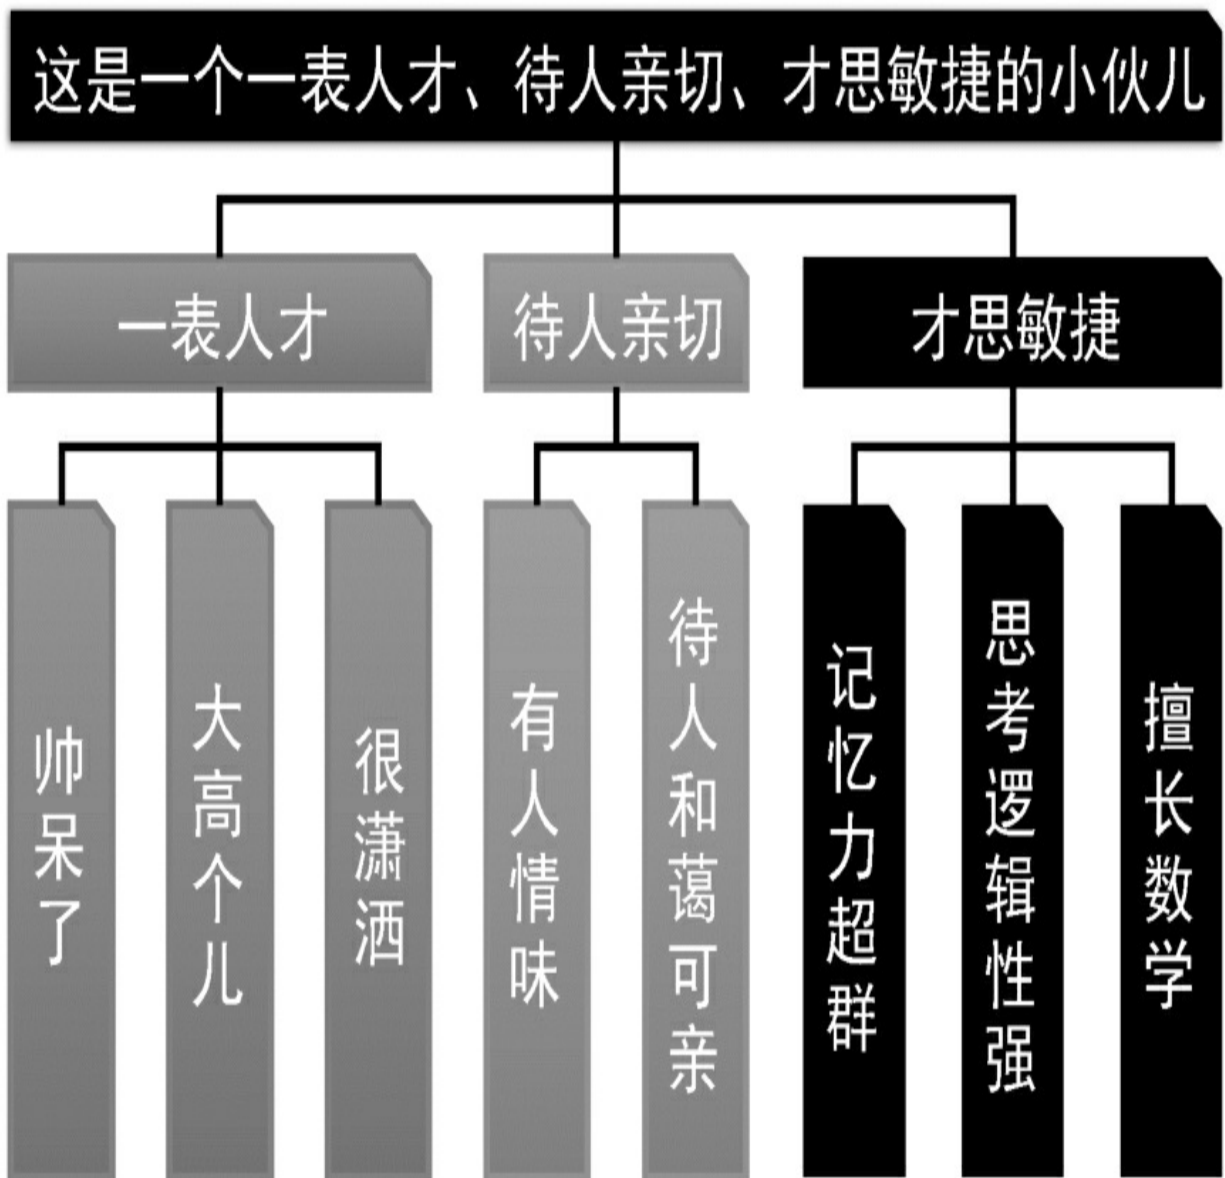 这是一个一表人才、待人亲切、才思敏捷的小伙儿
一表人才
待人亲切
才思敏捷
帅呆了
大高个儿
很潇洒
有人情味
待人和蔼可亲
记忆力超群
思考逻辑性强
擅长数学